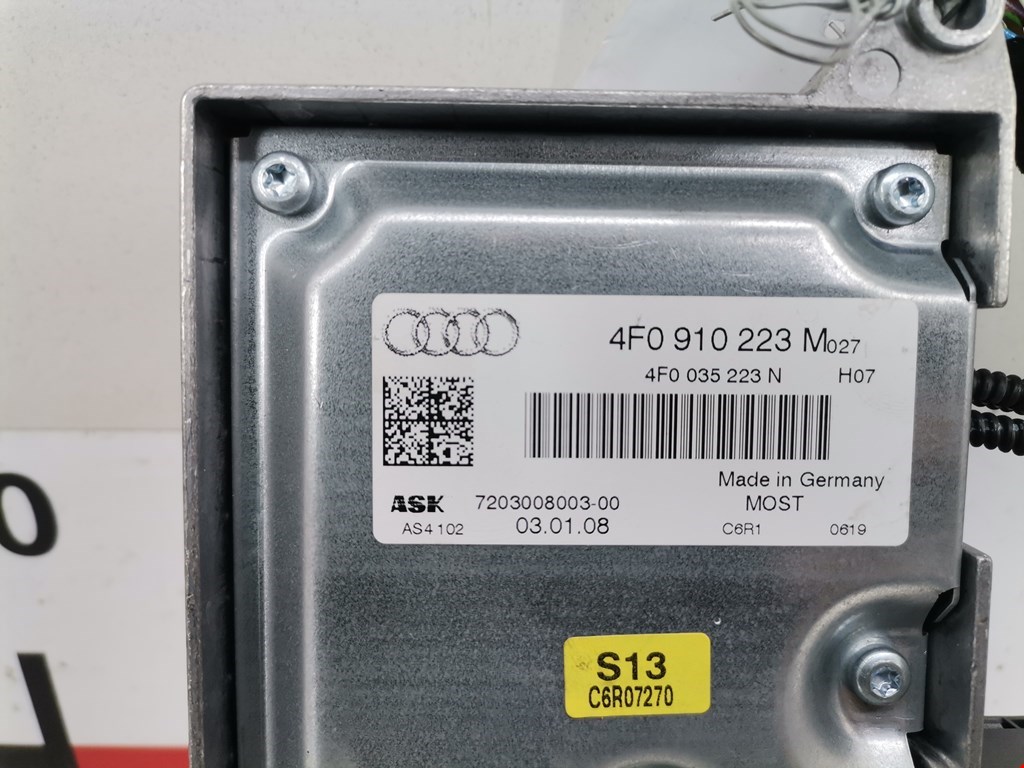 4F0 910 223 M027
4F0 035 223 N H07
Made in Germany
ASK 7203008003-00 MOST
AS4 102 03.01.08 C6R1 0619
S13
C6R07270